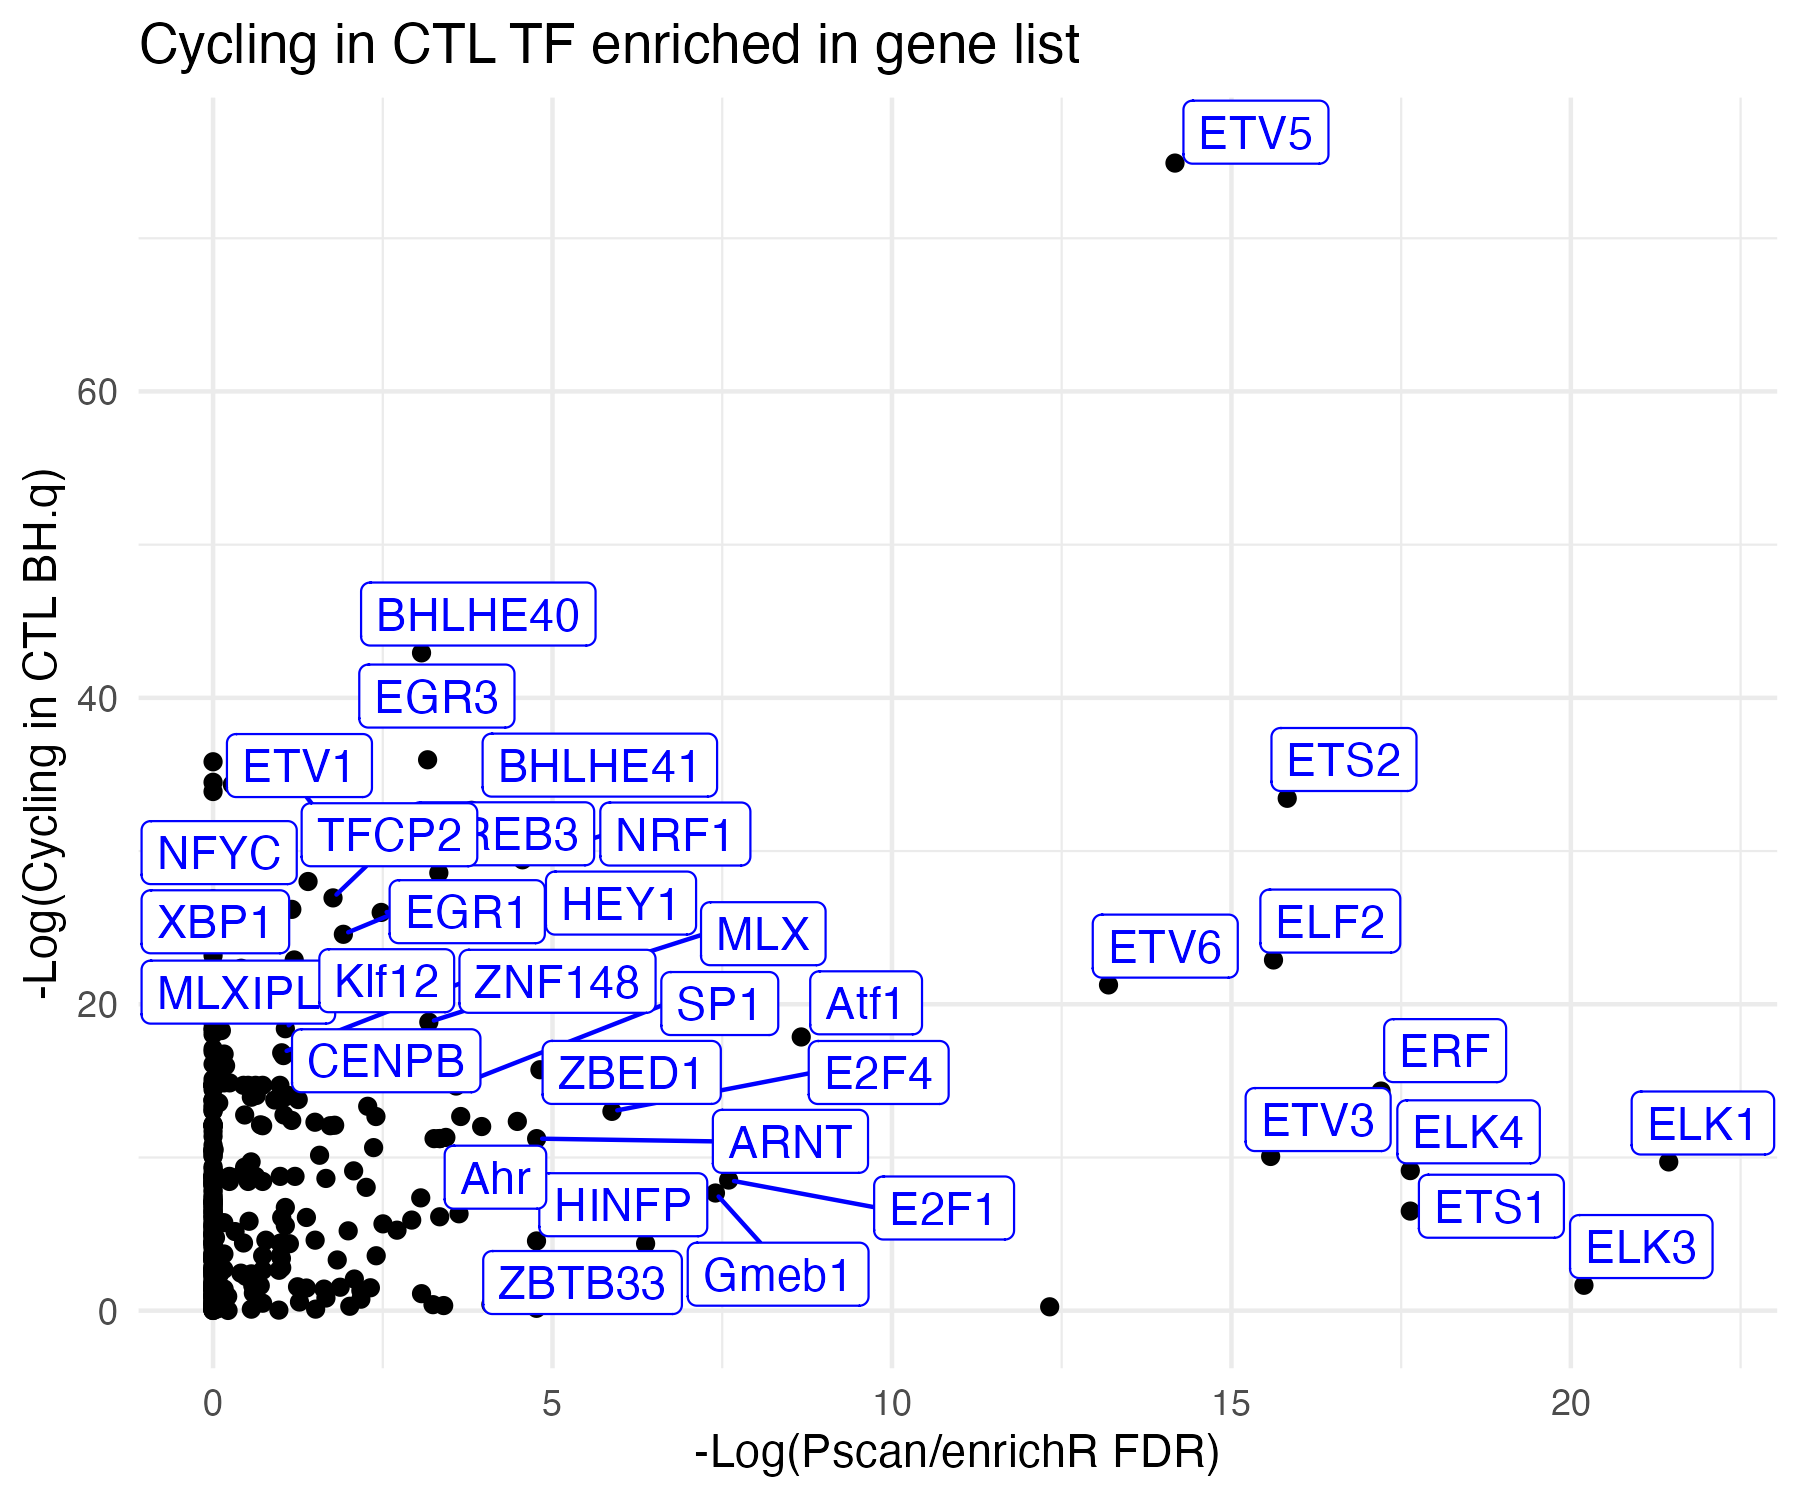 Cycling in CTL TF enriched in gene list
ETV5
60
BHLHE40
EGR3
40
ETV1
BHLHE41
ETS2
TFCP2
REB3
NRF1
NFYC
EGR1
HEY1
XBP1
MLX
ETV6
ELF2
MLXIPL
Klf12
ZNF148
SP1
Atf1
20
CENPB
ZBED1
E2F4
ERF
ETV3
ELK4
ELK1
ARNT
Ahr
HINFP
E2F1
ETS1
ZBTB33
Gmeb1
ELK3
0
0
5
10
15
20
-Log(Pscan/enrichR FDR)
-Log(Cycling in CTL BH.q)